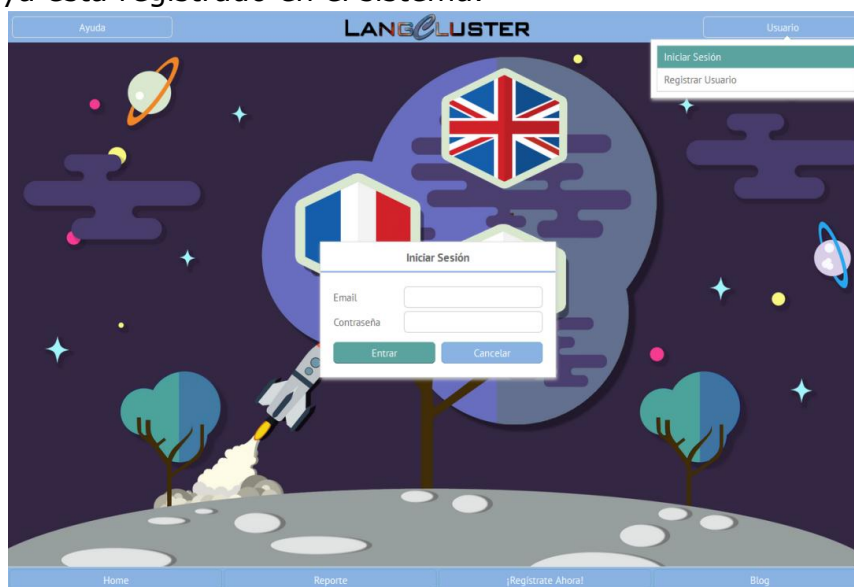 ya está registrado en el sistema.
Ayuda
LANGCLUSTER
Usuario
Iniciar Sesión
Registrar Usuario
Iniciar Sesión
Email
Contraseña
Entrar
Cancelar
Home
Reporte
¡Regístrate Ahora!
Blog